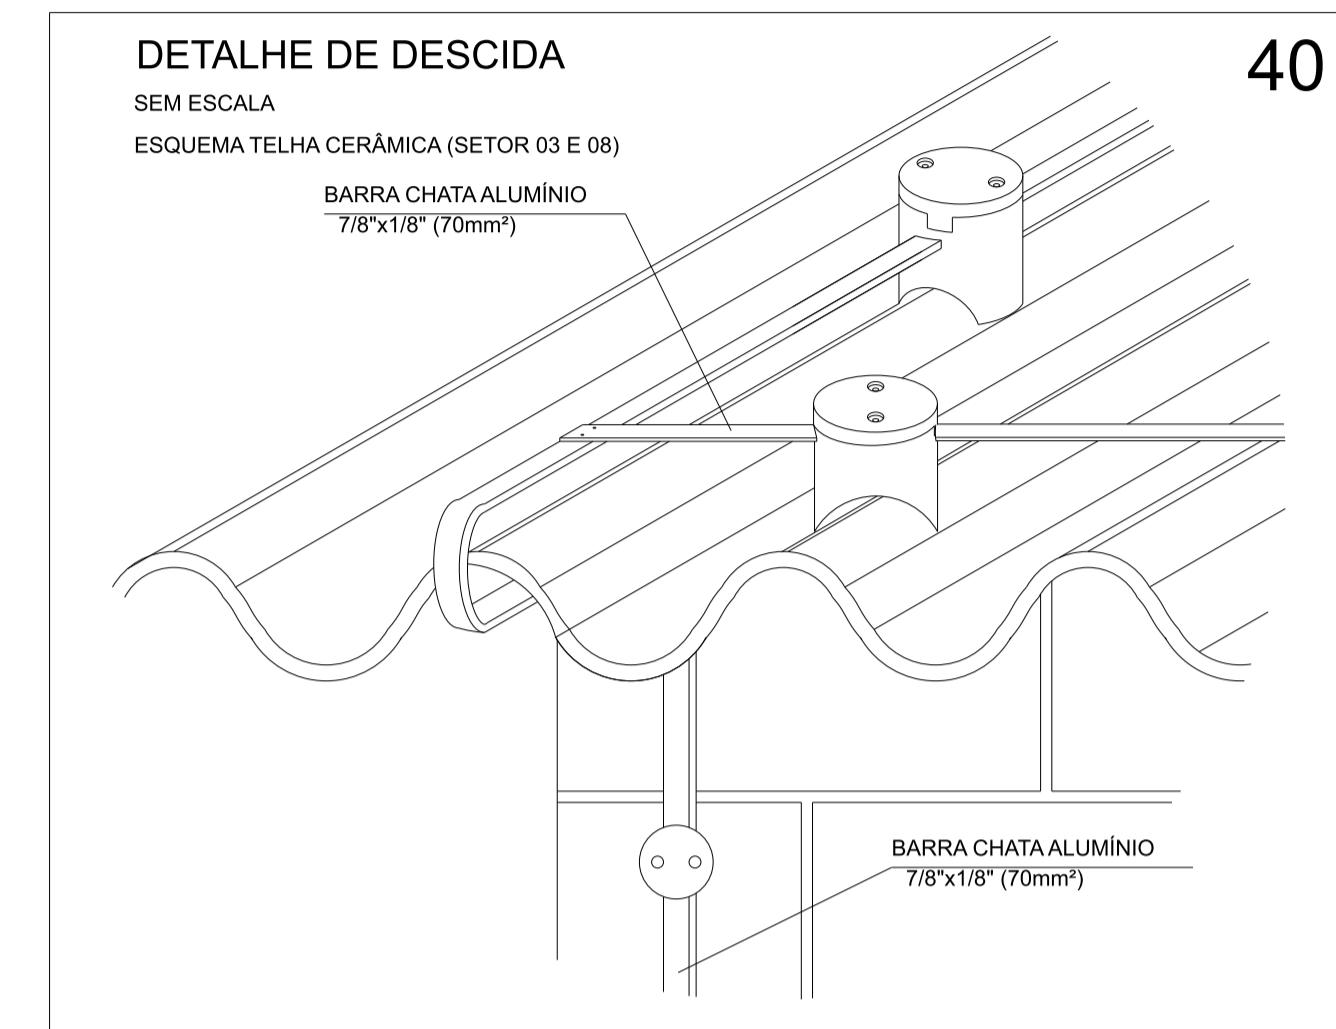 DETALHE DE DESCIDA
40
SEM ESCALA
ESQUEMA TELHA CERÂMICA (SETOR 03 E 08)
BARRA CHATA ALUMÍNIO
7/8"x1/8" (70mm²)
BARRA CHATA ALUMÍNIO
7/8"x1/8" (70mm²)